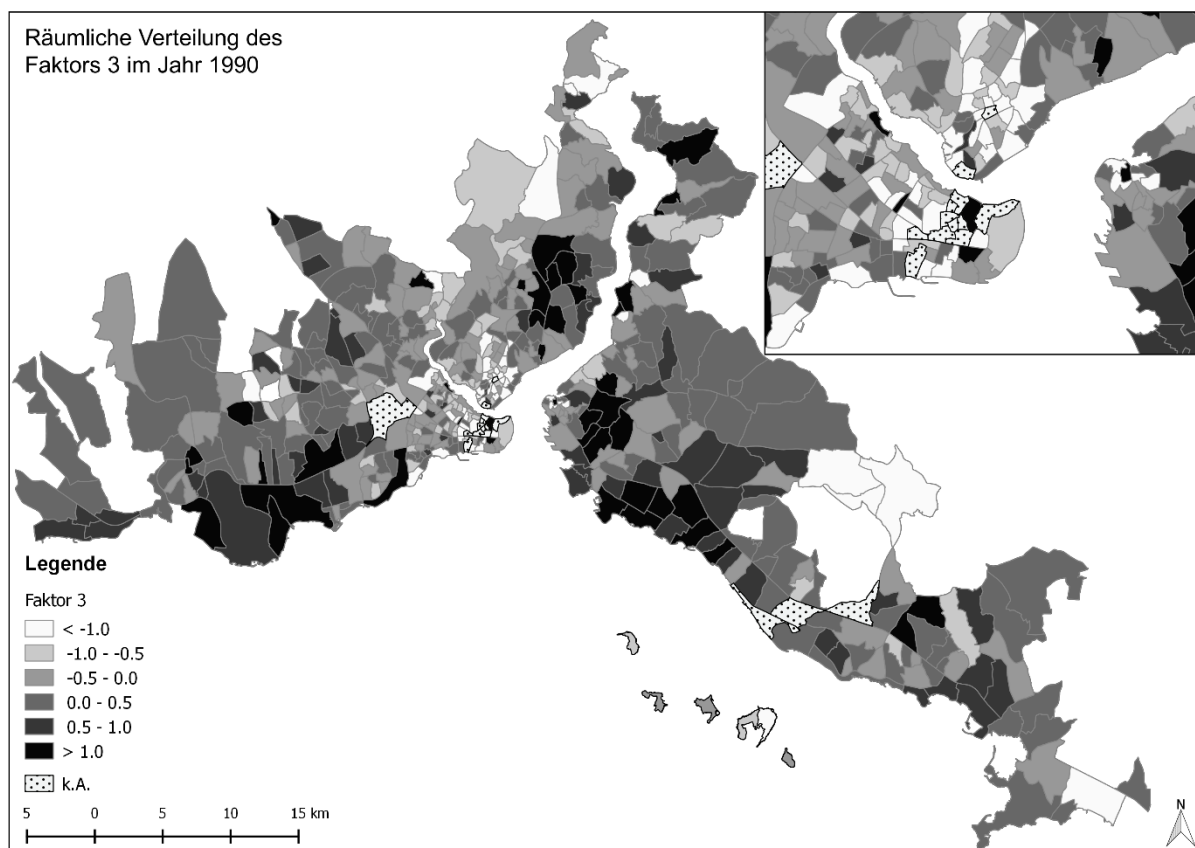 Räumliche Verteilung des
Faktors 3 im Jahr 1990
Legende
Faktor 3
< -1.0
-1.0 - -0.5
-0.5 - 0.0
0.0 - 0.5
0.5 - 1.0
> 1.0
k.A.
5 0 5 10 15 km
N